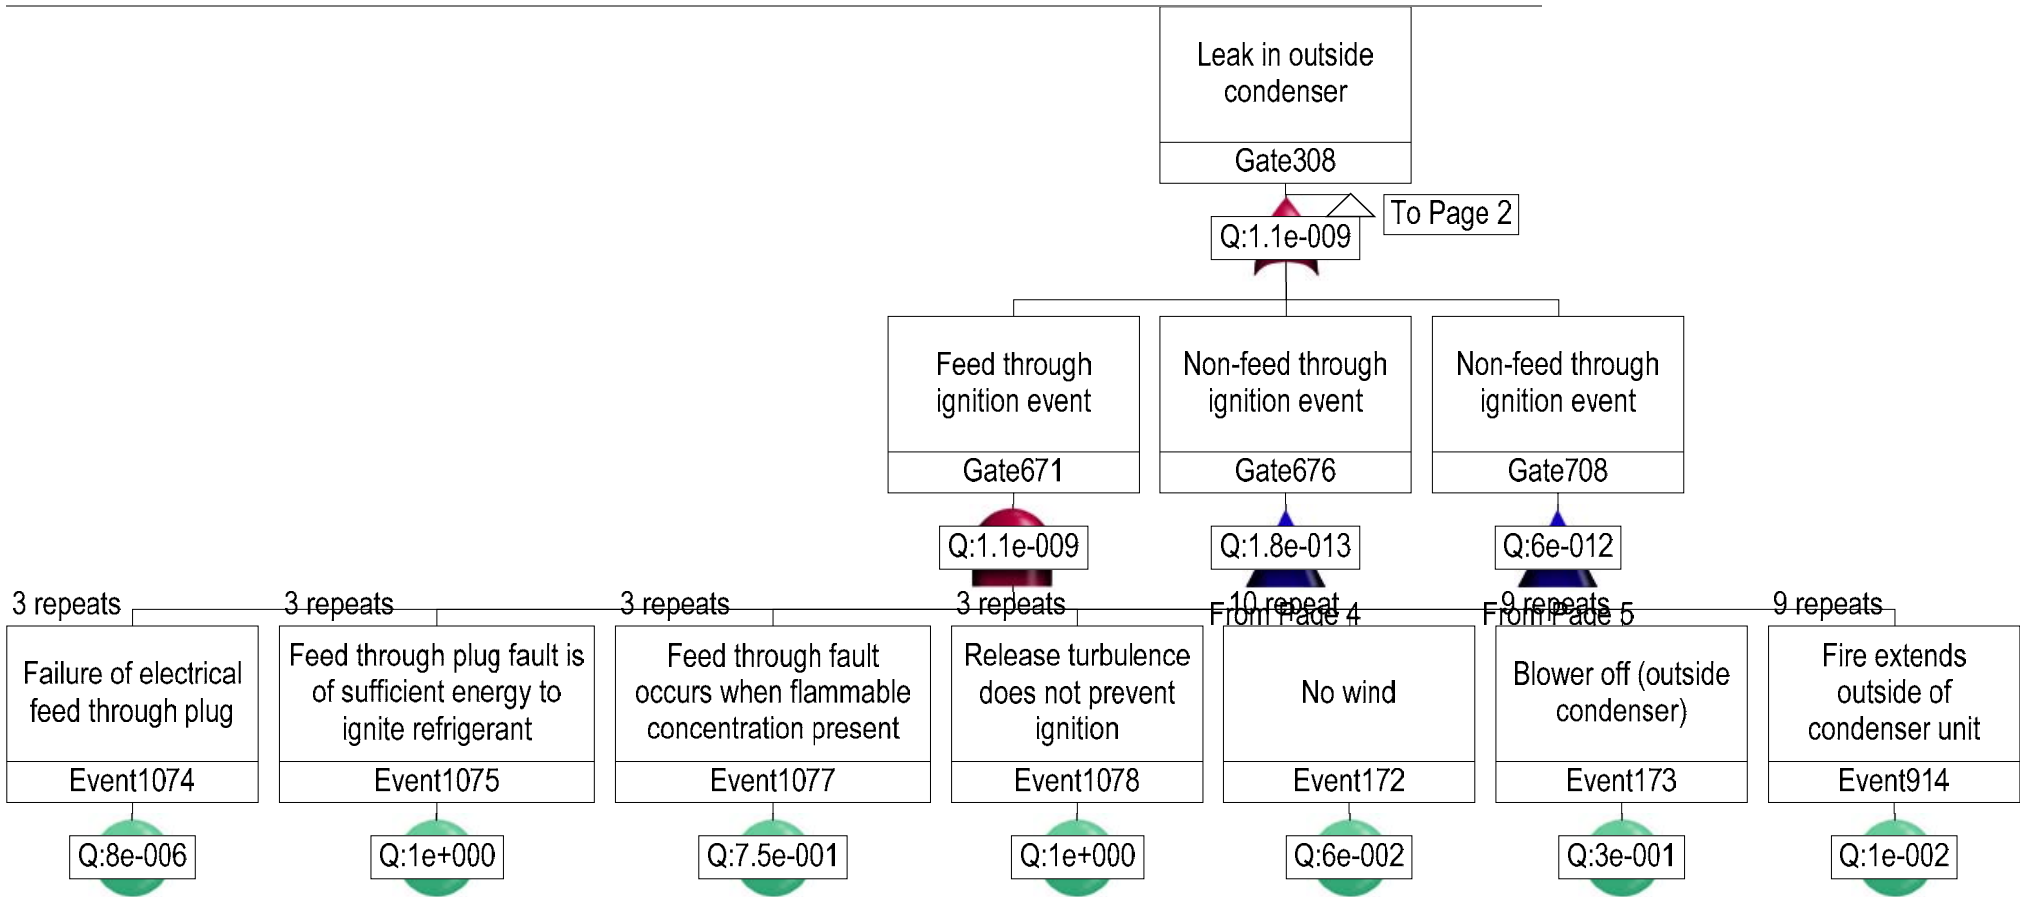 Leak in outside
condenser
Gate308
To Page 2
Q:1.1e-009
Feed through
ignition event
Gate671
Q:1.1e-009
Non-feed through
ignition event
Gate676
Q:1.8e-013
From Page 4
Non-feed through
ignition event
Gate708
Q:6e-012
From Page 5
3 repeats
Failure of electrical
feed through plug
Event1074
Q:8e-006
3 repeats
Feed through plug fault is
of sufficient energy to
ignite refrigerant
Event1075
Q:1e+000
3 repeats
Feed through fault
occurs when flammable
concentration present
Event1077
Q:7.5e-001
3 repeats
Release turbulence
does not prevent
ignition
Event1078
Q:1e+000
10 repeat
No wind
Event172
Q:6e-002
9 repeats
Blower off (outside
condenser)
Event173
Q:3e-001
9 repeats
Fire extends
outside of
condenser unit
Event914
Q:1e-002